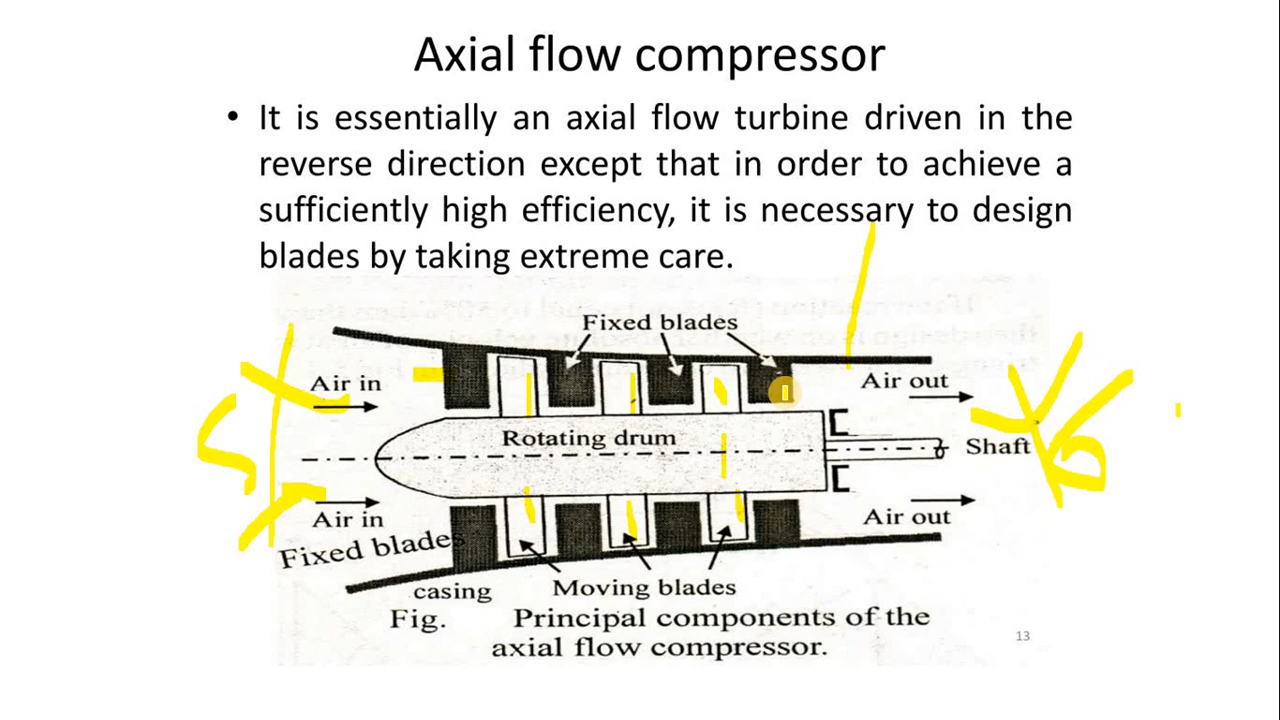 Axial flow compressor
• It is essentially an axial flow turbine driven in the
reverse direction except that in order to achieve a
sufficiently high efficiency, it is necessary to design
blades by taking extreme care.
Fixed blades
Air in
Air out
Rotating drum
Shaft
Air in
Air out
Fixed blades
casing
Moving blades
Fig. Principal components of the
axial flow compressor.
13